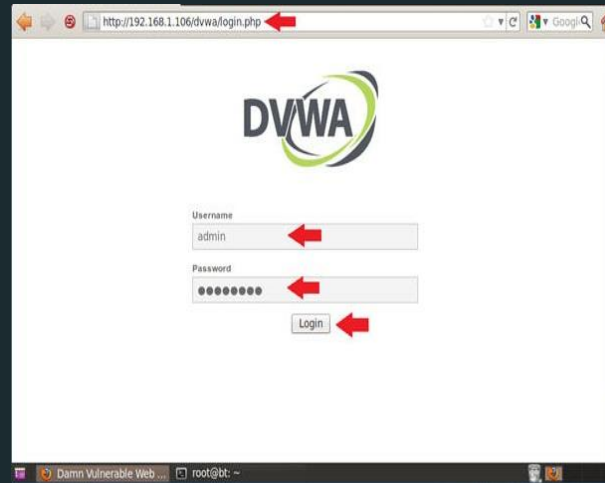 http://192.168.1.106/dvwa/login.php
Googl
DVWA
Username
admin
Password
Login
Damn Vulnerable Web ...
root@bt: ~